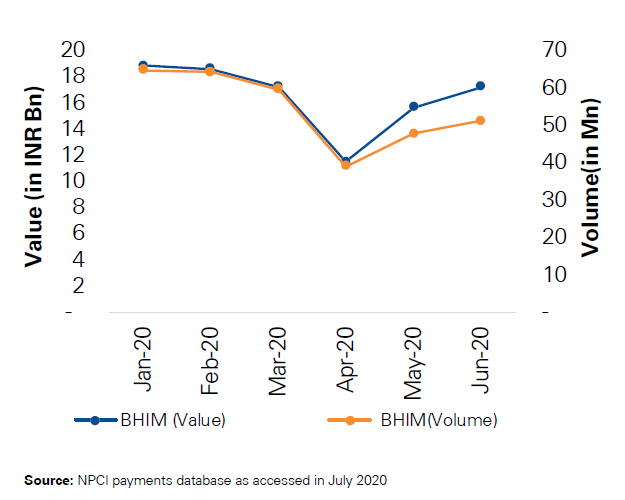 Value (in INR Bn)
20
18
16
14
12
10
8
6
4
2
-
Volume(in Mn)
70
60
50
40
30
20
10
-
Jan-20
Feb-20
Mar-20
Apr-20
May-20
Jun-20
BHIM (Value)
BHIM(Volume)
Source: NPCI payments database as accessed in July 2020